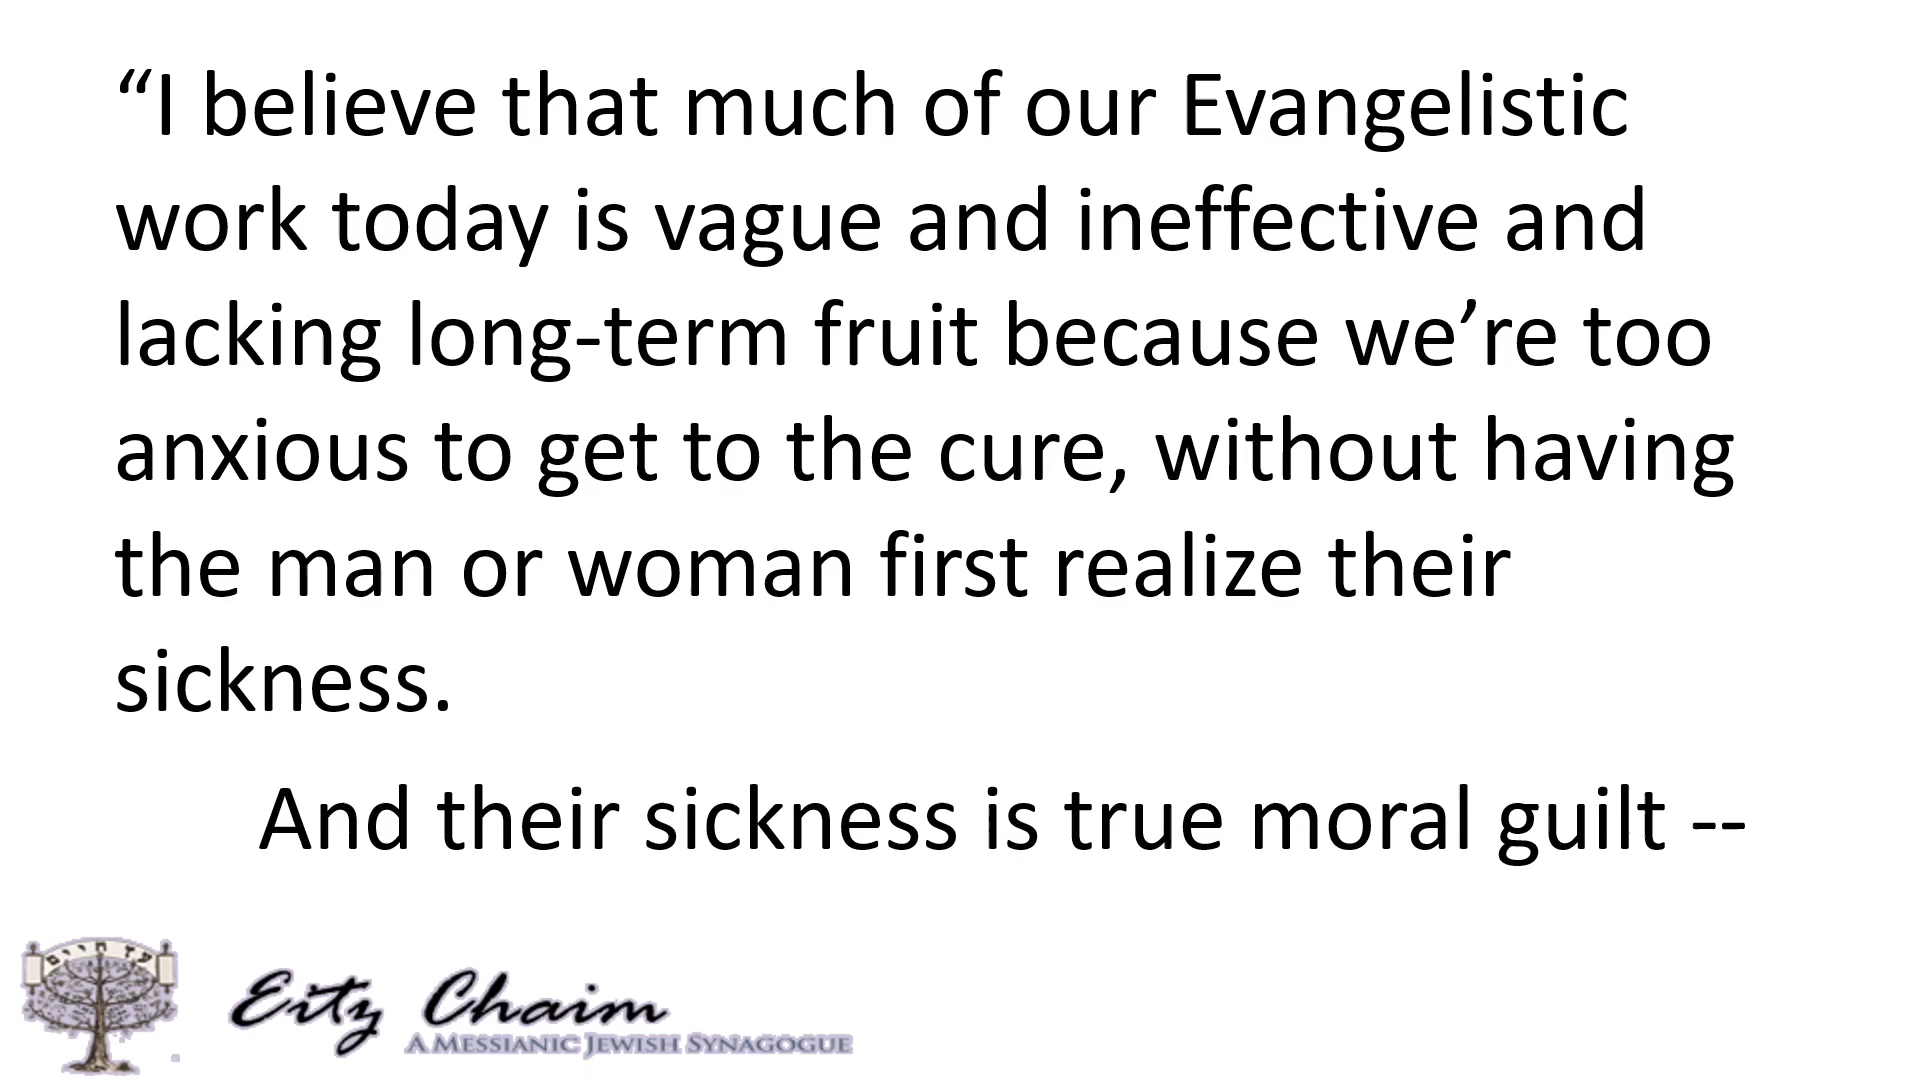 “I believe that much of our Evangelistic
work today is vague and ineffective and
lacking long-term fruit because we’re too
anxious to get to the cure, without having
the man or woman first realize their
sickness.
And their sickness is true moral guilt --
עץ חיים
Eitz Chaim
A MESSIANIC JEWISH SYNAGOGUE